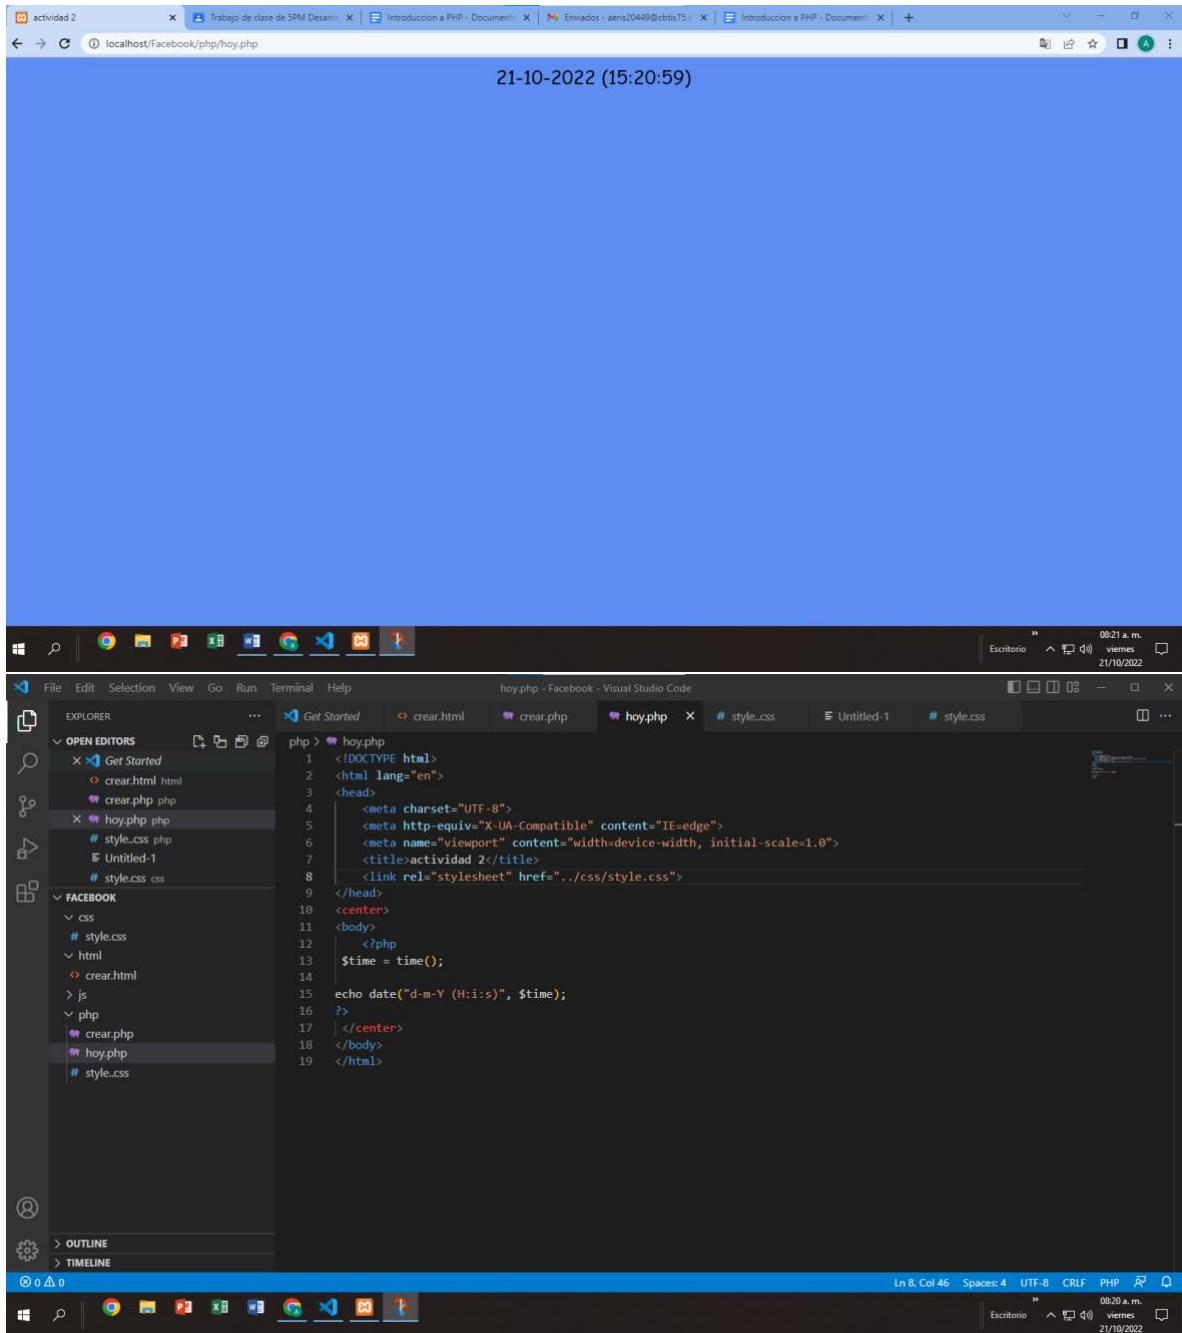 actividad 2
Trabajo de clase de 5PM Desarro
Introduccion a PHP - Documento
Enviados - aeris20449@cbtis75.e
Introduccion a PHP - Documento
localhost/Facebook/php/hoy.php
21-10-2022 (15:20:59)
Escritorio
08:21 a. m.
viernes
21/10/2022
File Edit Selection View Go Run Terminal Help
hoy.php - Facebook - Visual Studio Code
EXPLORER
Get Started
crear.html
crear.php
hoy.php
style..css
Untitled-1
style.css
OPEN EDITORS
Get Started
crear.html html
crear.php php
hoy.php php
style..css php
Untitled-1
style.css css
FACEBOOK
css
style.css
html
crear.html
js
php
crear.php
hoy.php
style..css
OUTLINE
TIMELINE
php > hoy.php
1 <!DOCTYPE html>
2 <html lang="en">
3 <head>
4 <meta charset="UTF-8">
5 <meta http-equiv="X-UA-Compatible" content="IE=edge">
6 <meta name="viewport" content="width=device-width, initial-scale=1.0">
7 <title>actividad 2</title>
8 <link rel="stylesheet" href="../css/style.css">
9 </head>
10 <center>
11 <body>
12 <?php
13 $time = time();
14
15 echo date("d-m-Y (H:i:s)", $time);
16 ?>
17 </center>
18 </body>
19 </html>
0 0
Ln 8, Col 46 Spaces: 4 UTF-8 CRLF PHP
Escritorio
08:20 a. m.
viernes
21/10/2022